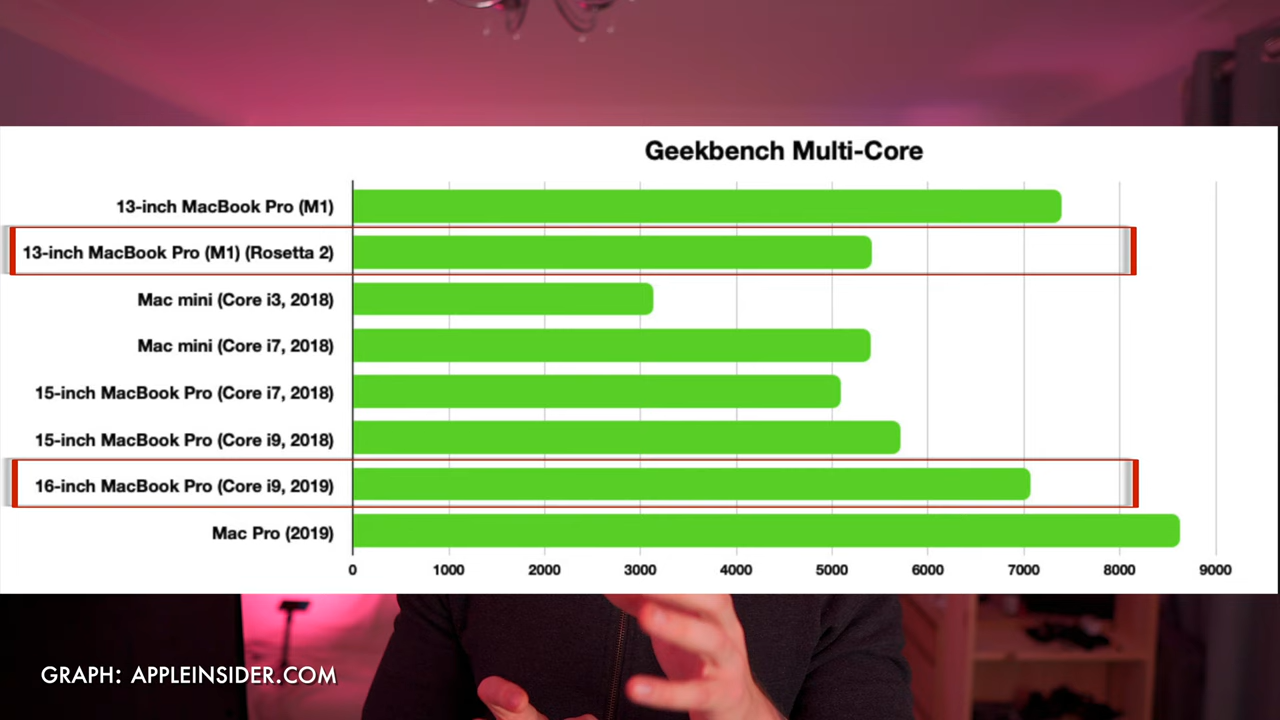 Geekbench Multi-Core
13-inch MacBook Pro (M1)
13-inch MacBook Pro (M1) (Rosetta 2)
Mac mini (Core i3, 2018)
Mac mini (Core i7, 2018)
15-inch MacBook Pro (Core i7, 2018)
15-inch MacBook Pro (Core i9, 2018)
16-inch MacBook Pro (Core i9, 2019)
Mac Pro (2019)
0 1000 2000 3000 4000 5000 6000 7000 8000 9000
GRAPH: APPLEINSIDER.COM